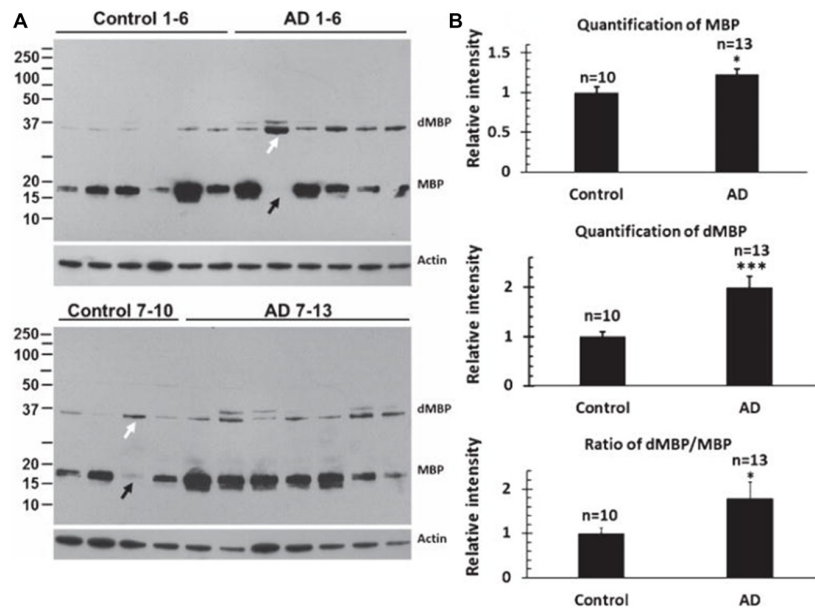 A
Control 1-6 AD 1-6
250
100
50
37
20
15
10
dMBP
MBP
Actin
Control 7-10 AD 7-13
250
100
50
37
20
15
10
dMBP
MBP
Actin
B
Quantification of MBP
Relative intensity
1.5
1
0.5
0
n=10
n=13
*
Control AD
Quantification of dMBP
Relative intensity
2
1
0
n=10
n=13
***
Control AD
Ratio of dMBP/MBP
Relative intensity
2
1
0
n=10
n=13
*
Control AD